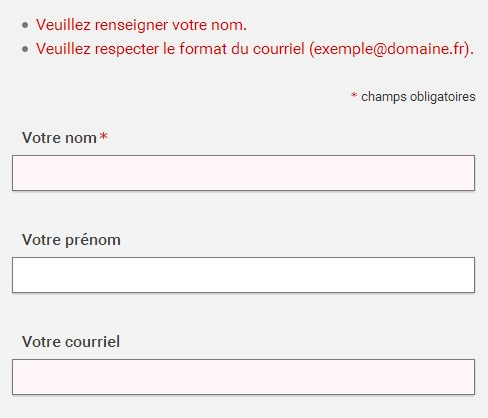 Veuillez renseigner votre nom.
Veuillez respecter le format du courriel (exemple@domaine.fr).
* champs obligatoires
Votre nom*
Votre prénom
Votre courriel